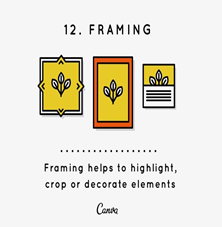 12. FRAMING
Framing helps to highlight,
crop or decorate elements
Canva